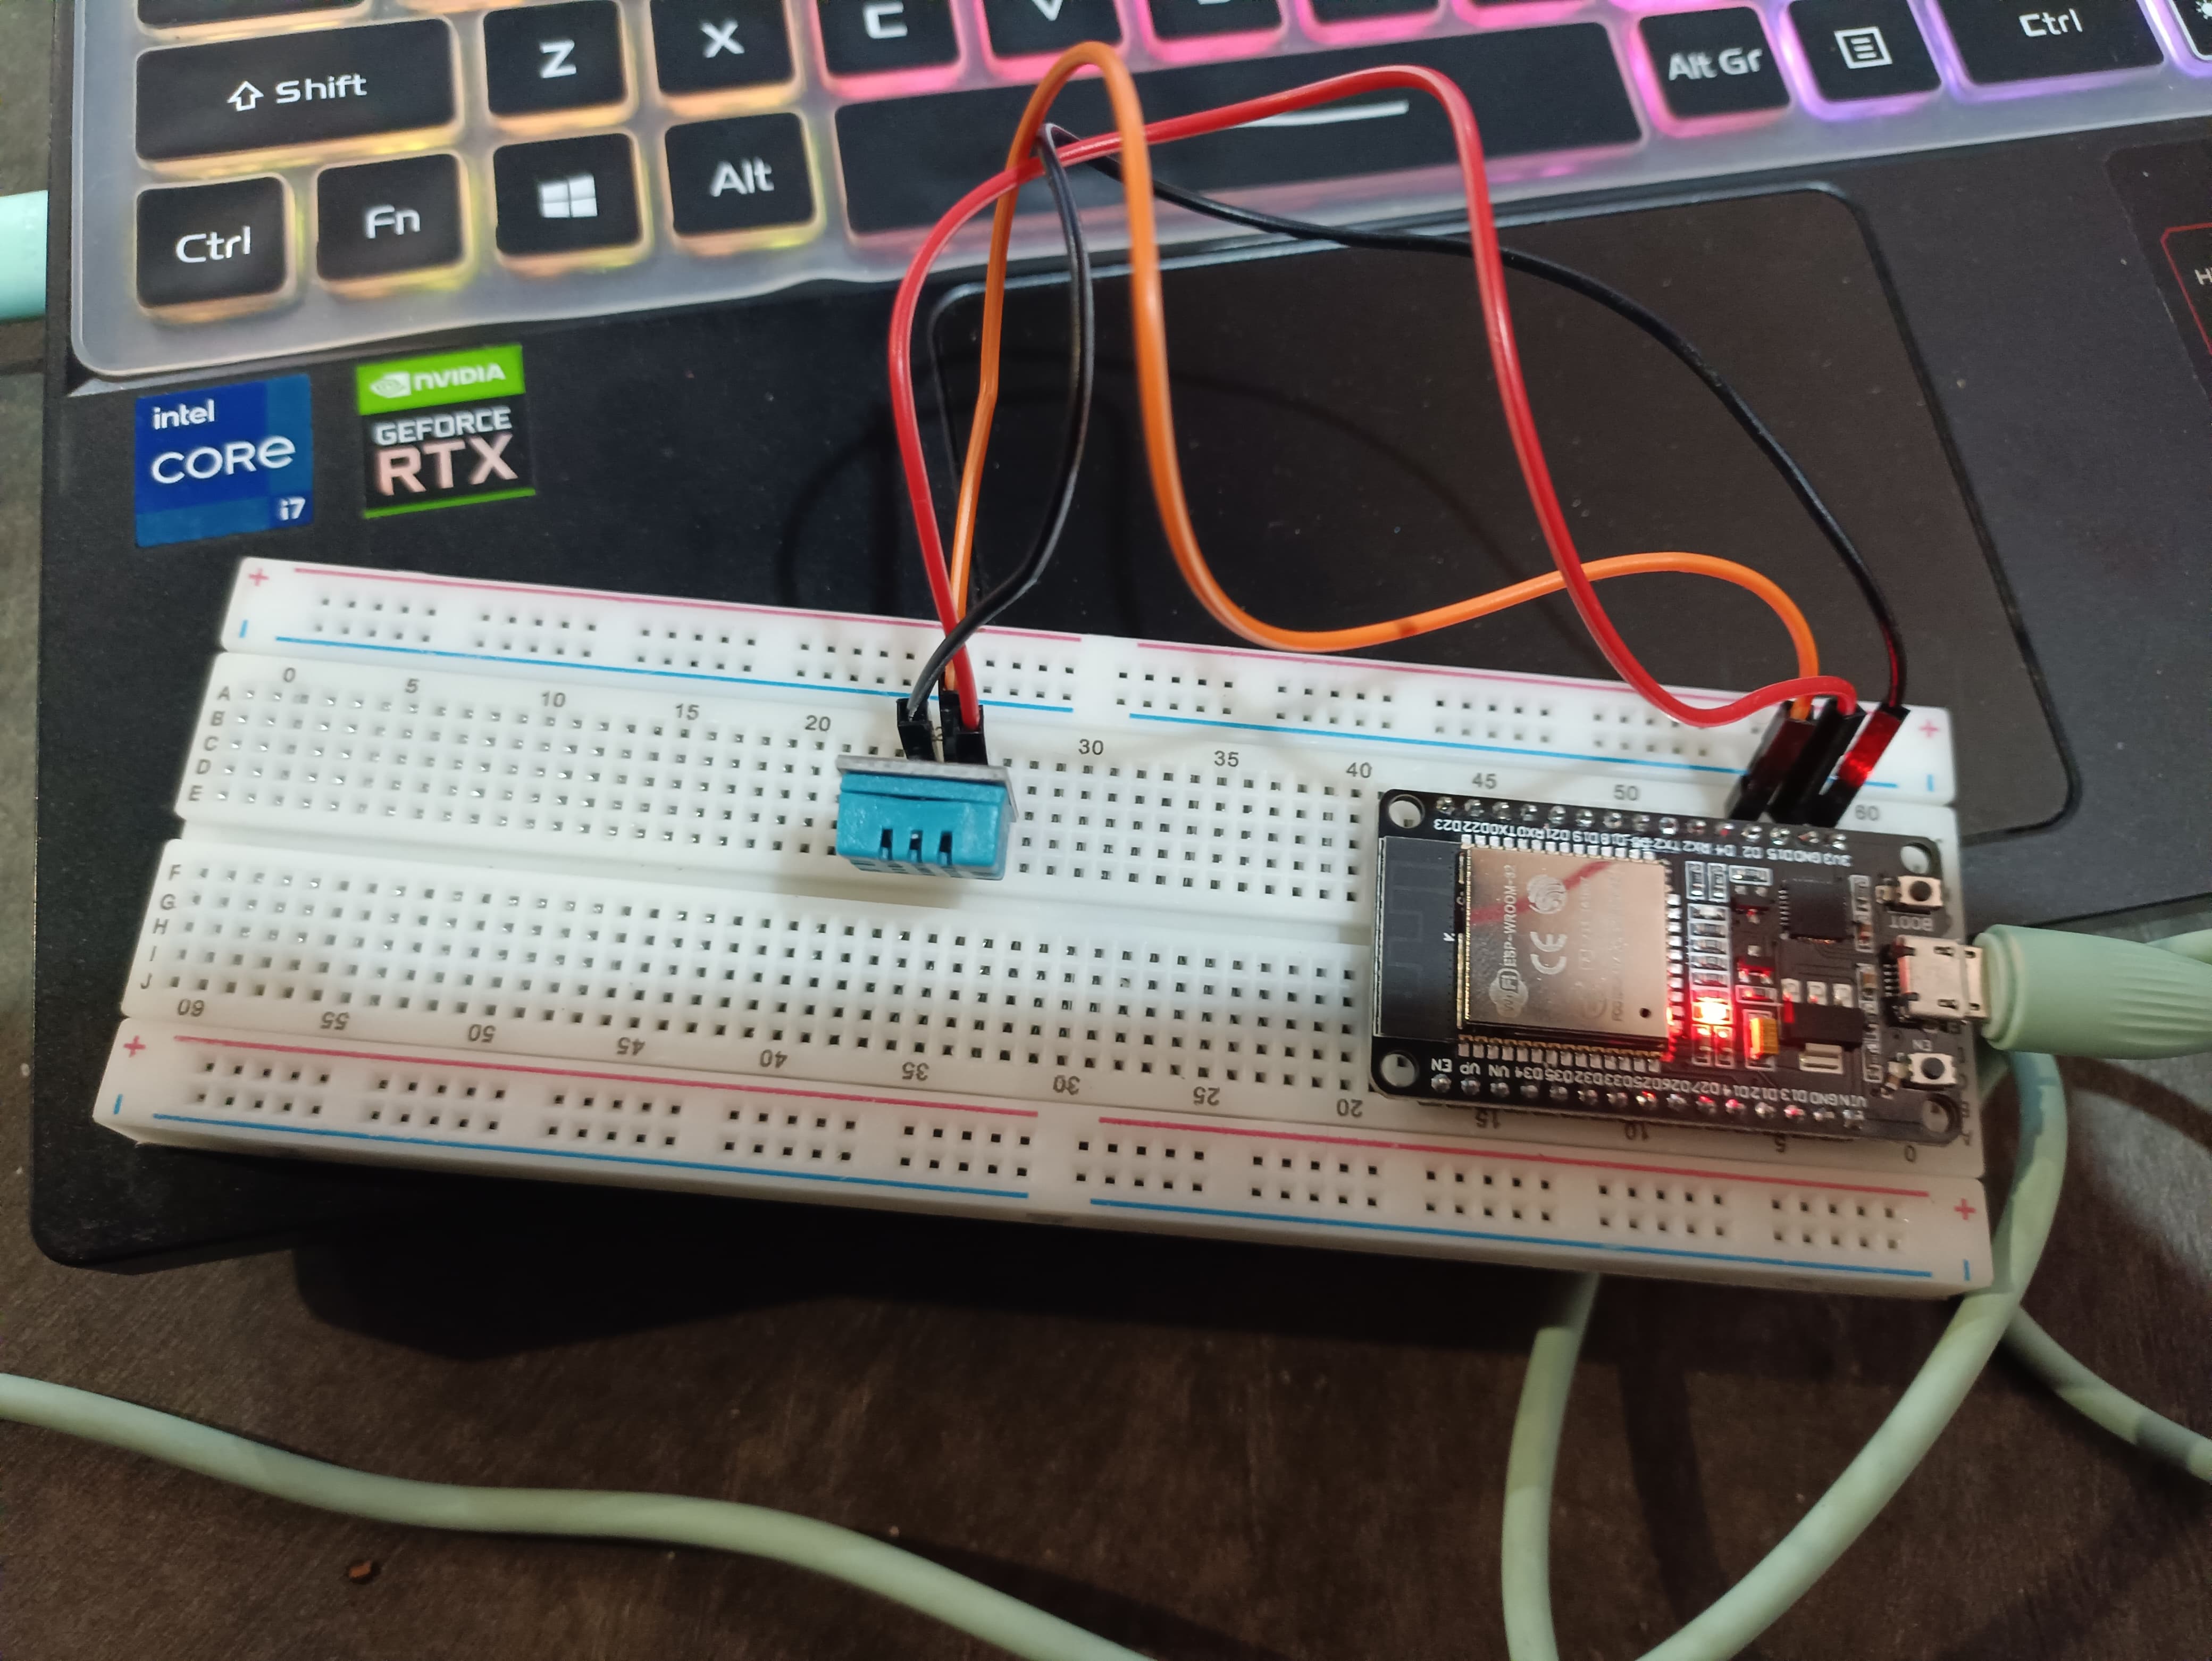 Z
X
C
V
Alt Gr
Ctrl
Shift
Ctrl
Fn
Alt
intel
CORE
i7
NVIDIA
GEFORCE
RTX
+
0
5
10
15
20
30
35
40
45
50
60
A
B
C
D
E
F
G
H
I
J
60
55
50
45
40
35
30
25
20
15
10
5
0
D23
D22
TX0
RX0
D21
D19
D18
TX2
RX2
D4
D2
D15
GND
3V3
WiFi
ESP-WROOM-32
CE
BOOT
EN
EN
VP
VN
D34
D35
D32
D33
D25
D26
D27
D14
D12
D13
GND
VIN